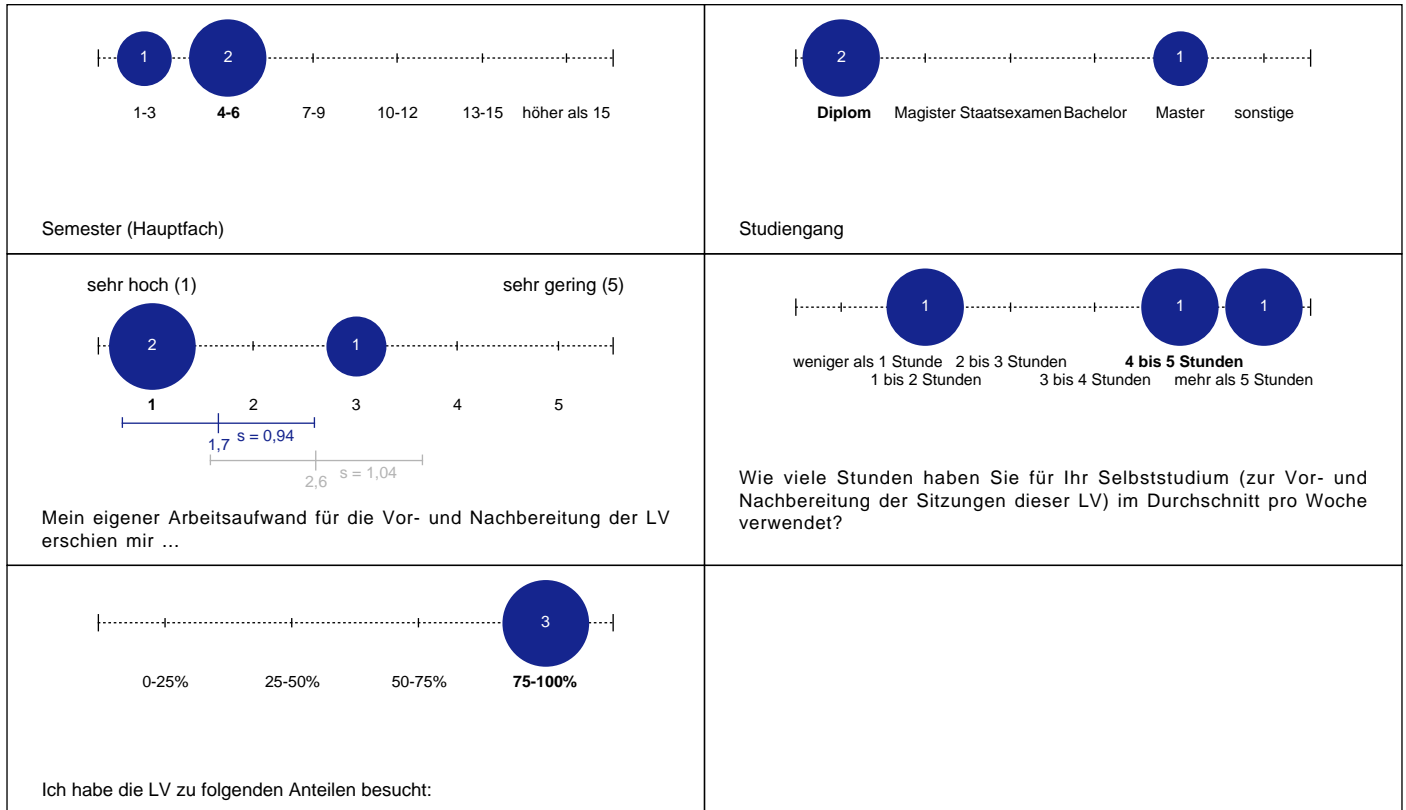 1
2
1-3
4-6
7-9
10-12
13-15
höher als 15
Semester (Hauptfach)
2
1
Diplom
Magister
Staatsexamen
Bachelor
Master
sonstige
Studiengang
sehr hoch (1)
sehr gering (5)
2
1
1
2
3
4
5
1,7
s = 0,94
2,6
s = 1,04
Mein eigener Arbeitsaufwand für die Vor- und Nachbereitung der LV
erschien mir ...
1
1
1
weniger als 1 Stunde
2 bis 3 Stunden
4 bis 5 Stunden
1 bis 2 Stunden
3 bis 4 Stunden
mehr als 5 Stunden
Wie viele Stunden haben Sie für Ihr Selbststudium (zur Vor- und
Nachbereitung der Sitzungen dieser LV) im Durchschnitt pro Woche
verwendet?
3
0-25%
25-50%
50-75%
75-100%
Ich habe die LV zu folgenden Anteilen besucht: